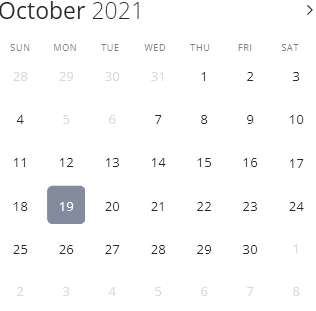 October 2021
SUN MON TUE WED THU FRI SAT
28 29 30 31 1 2 3
4 5 6 7 8 9 10
11 12 13 14 15 16 17
18 19 20 21 22 23 24
25 26 27 28 29 30 1
2 3 4 5 6 7 8